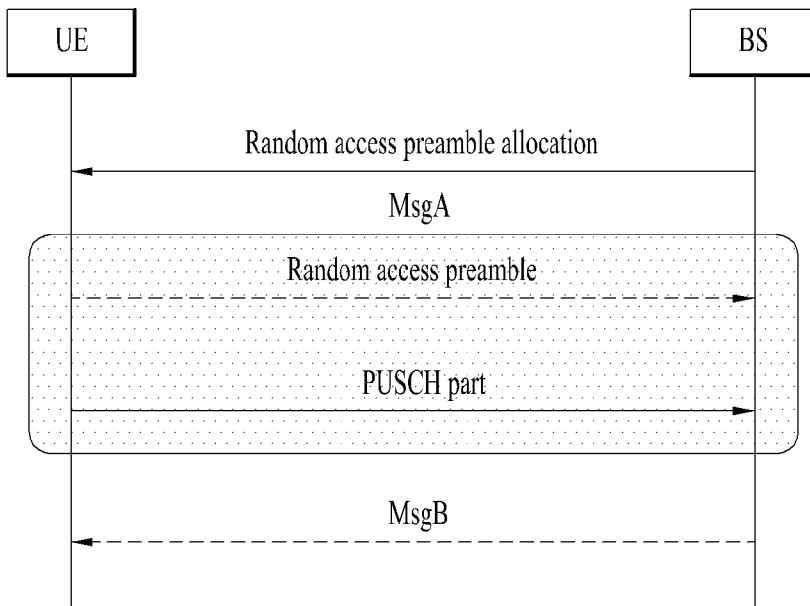 UE
BS
Random access preamble allocation
MsgA
Random access preamble
PUSCH part
MsgB